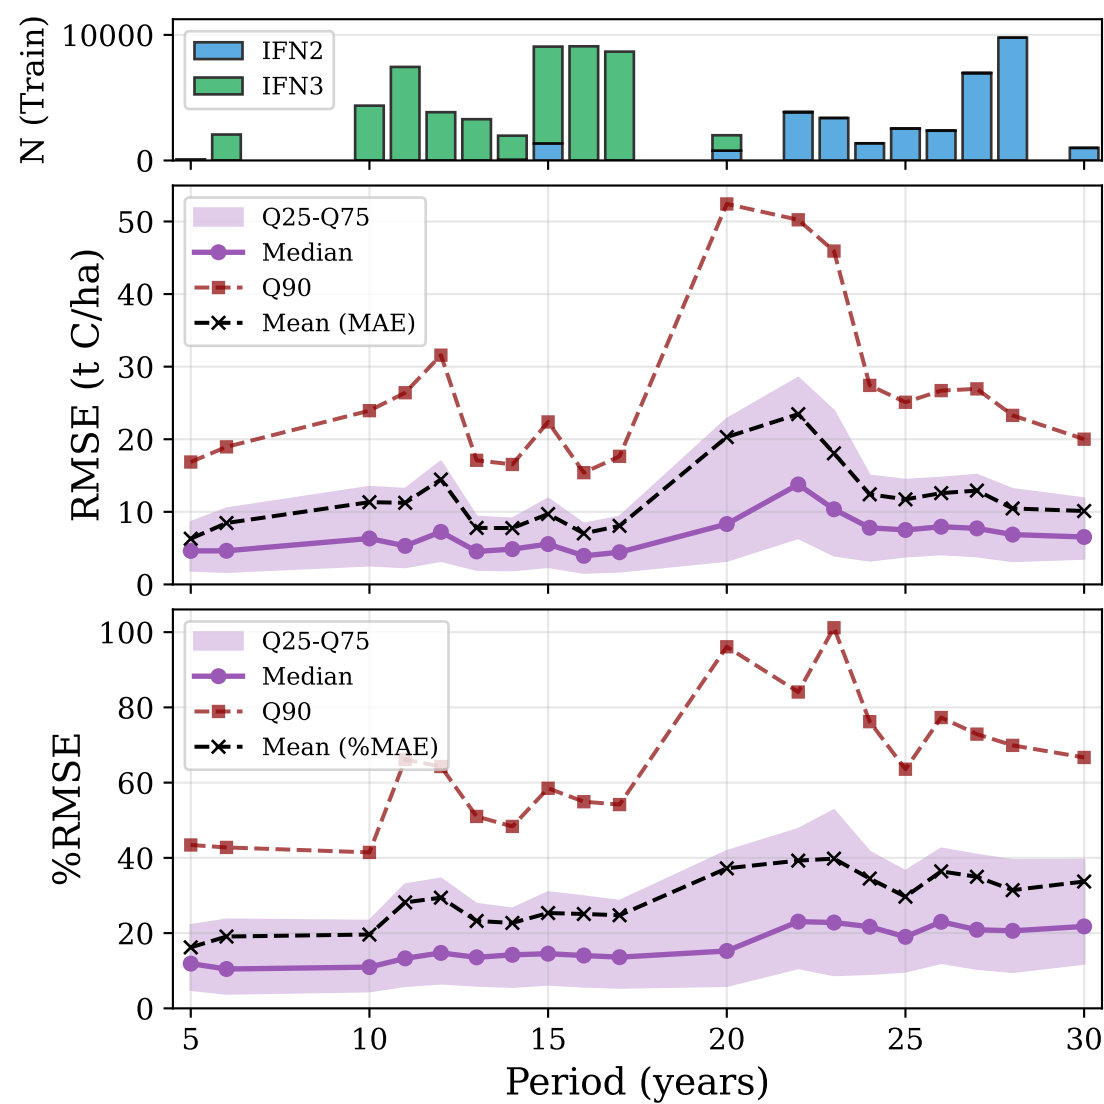 N (Train)
10000
0
IFN2
IFN3
RMSE (t C/ha)
50
40
30
20
10
0
Q25-Q75
Median
Q90
Mean (MAE)
%RMSE
100
80
60
40
20
0
Q25-Q75
Median
Q90
Mean (%MAE)
5 10 15 20 25 30
Period (years)